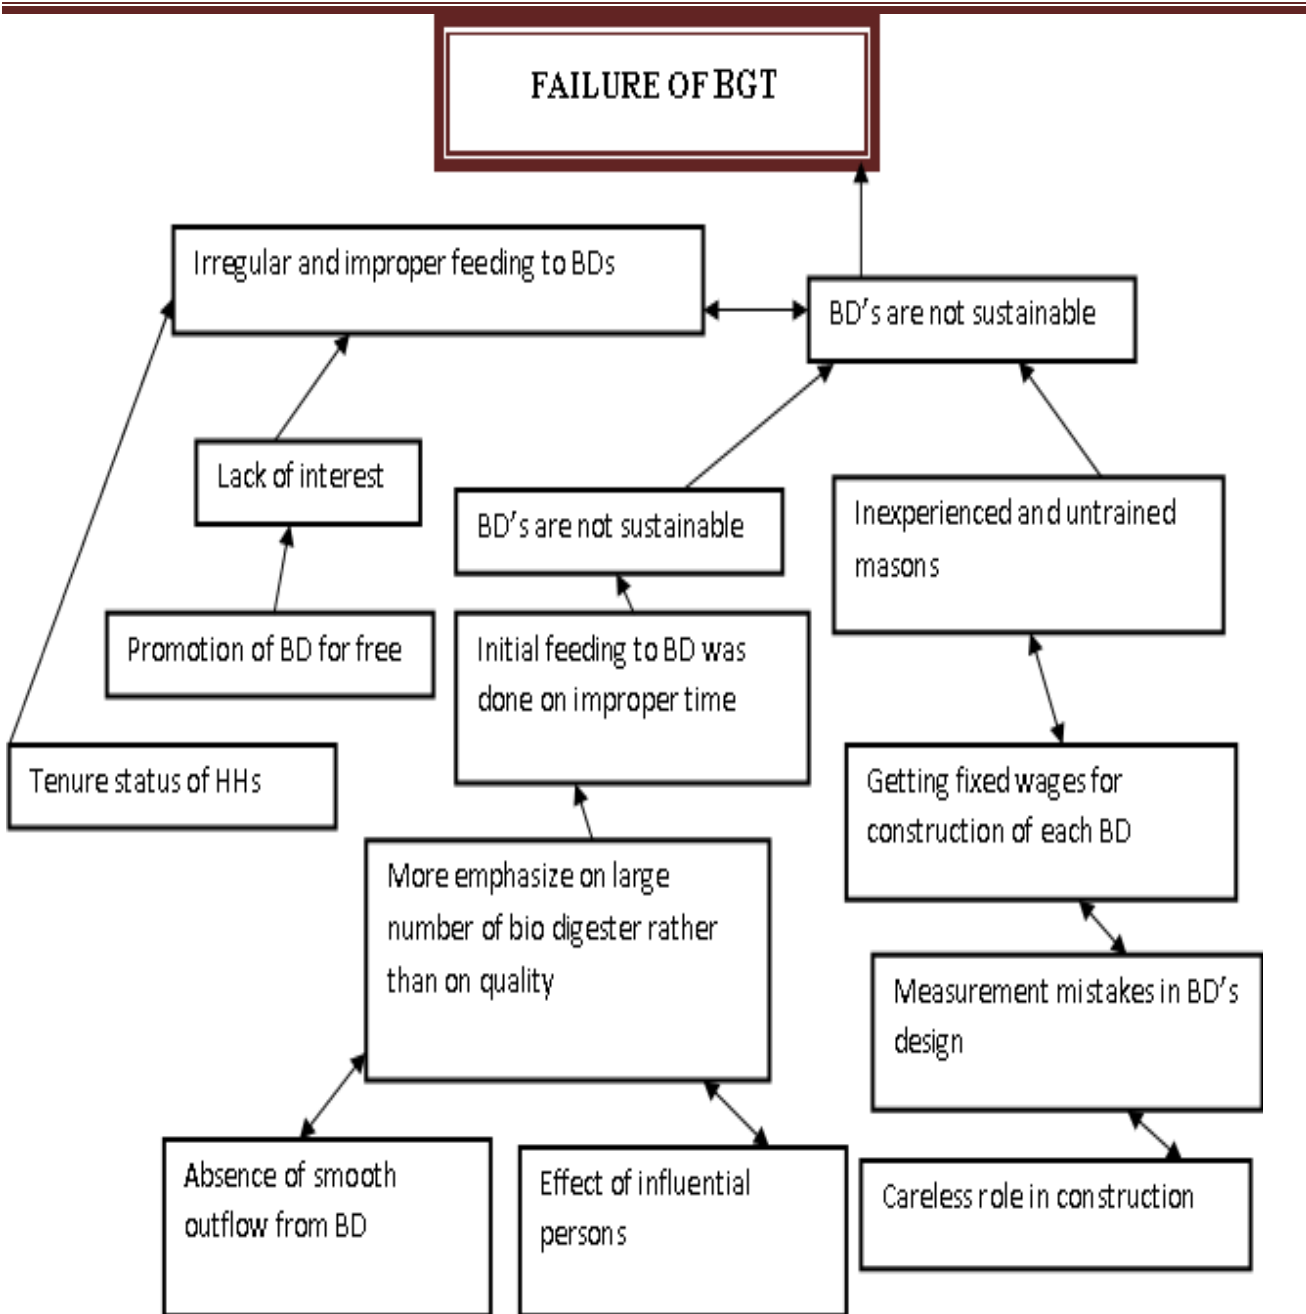 FAILURE OF BGT
Irregular and improper feeding to BDs
BD's are not sustainable
Lack of interest
BD's are not sustainable
Inexperienced and untrained
masons
Promotion of BD for free
Initial feeding to BD was
done on improper time
Tenure status of HHs
Getting fixed wages for
construction of each BD
More emphasize on large
number of bio digester rather
than on quality
Measurement mistakes in BD's
design
Absence of smooth
outflow from BD
Effect of influential
persons
Careless role in construction